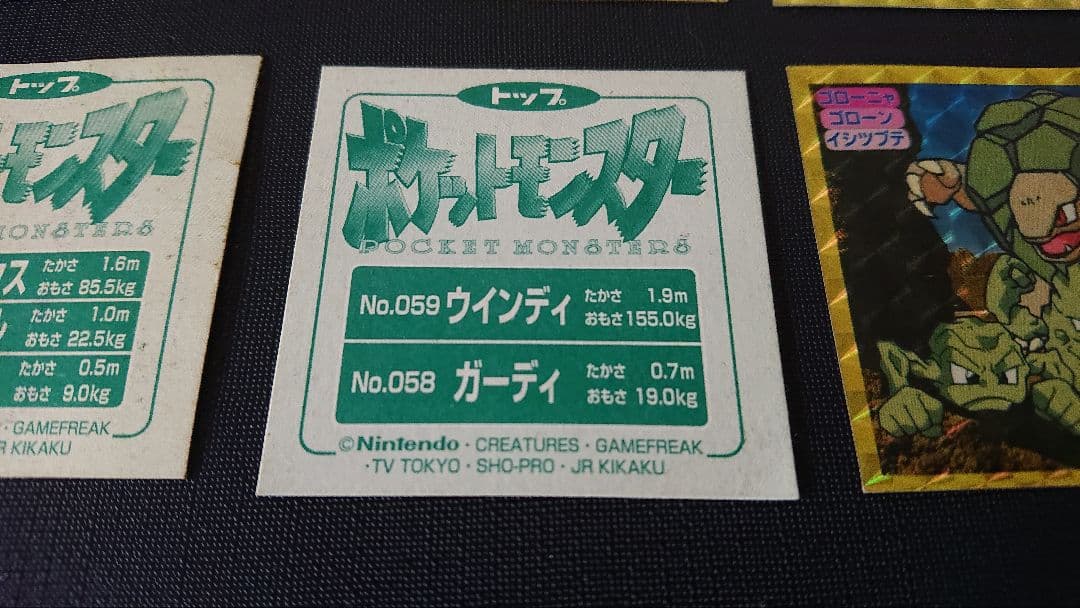 トップ
モンスター
MONSTERS
ス たかさ 1.6m
おもさ 85.5kg
たかさ 1.0m
おもさ 22.5kg
たかさ 0.5m
おもさ 9.0kg
・GAMEFREAK
R KIKAKU
トップ
ポケットモンスター
POCKET MONSTERS
No.059 ウインディ たかさ 1.9m
おもさ 155.0kg
No.058 ガーディ たかさ 0.7m
おもさ 19.0kg
©Nintendo・CREATURES・GAMEFREAK
・TV TOKYO・SHO-PRO・JR KIKAKU
ゴローニャ
ゴローン
イシツブテ